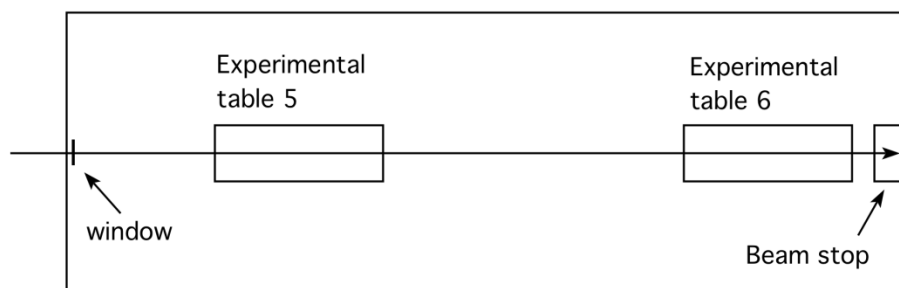 Experimental
table 5
Experimental
table 6
window
Beam stop